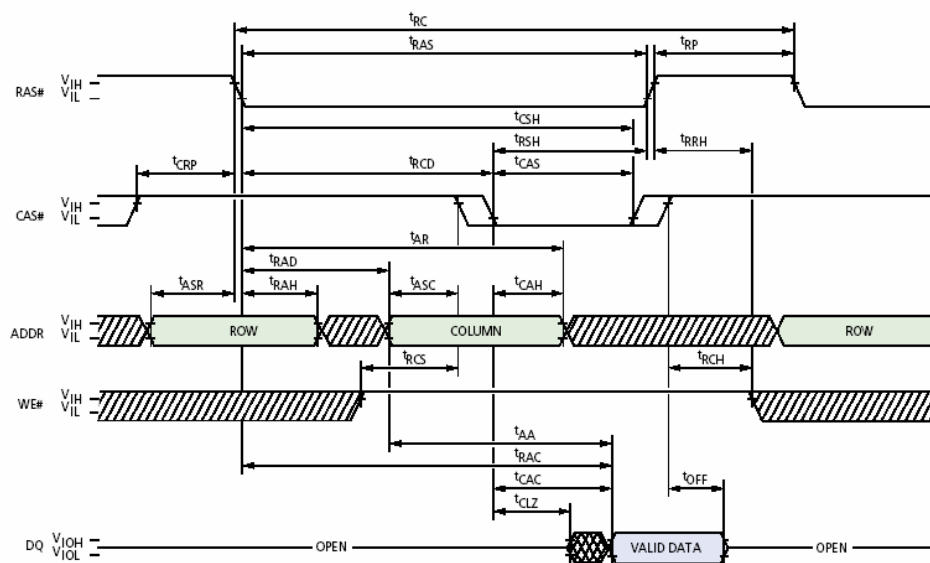 tRC
tRAS
tRP
RAS#
VIH
VIL
tCSH
tRSH
tRRH
tCRP
tRCD
tCAS
CAS#
VIH
VIL
tAR
tRAD
tASR
tRAH
tASC
tCAH
ADDR
VIH
VIL
ROW
COLUMN
ROW
tRCS
tRCH
WE#
VIH
VIL
tAA
tRAC
tCAC
tOFF
tCLZ
DQ
VIOH
VIOL
OPEN
VALID DATA
OPEN